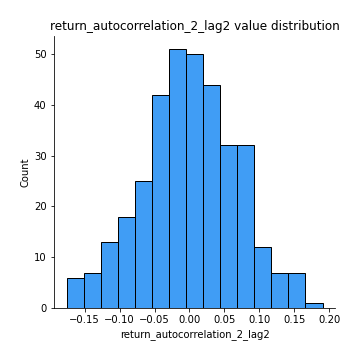 return_autocorrelation_2_lag2 value distribution
50
40
30
20
10
0
Count
−0.15 −0.10 −0.05 0.00 0.05 0.10 0.15 0.20
return_autocorrelation_2_lag2